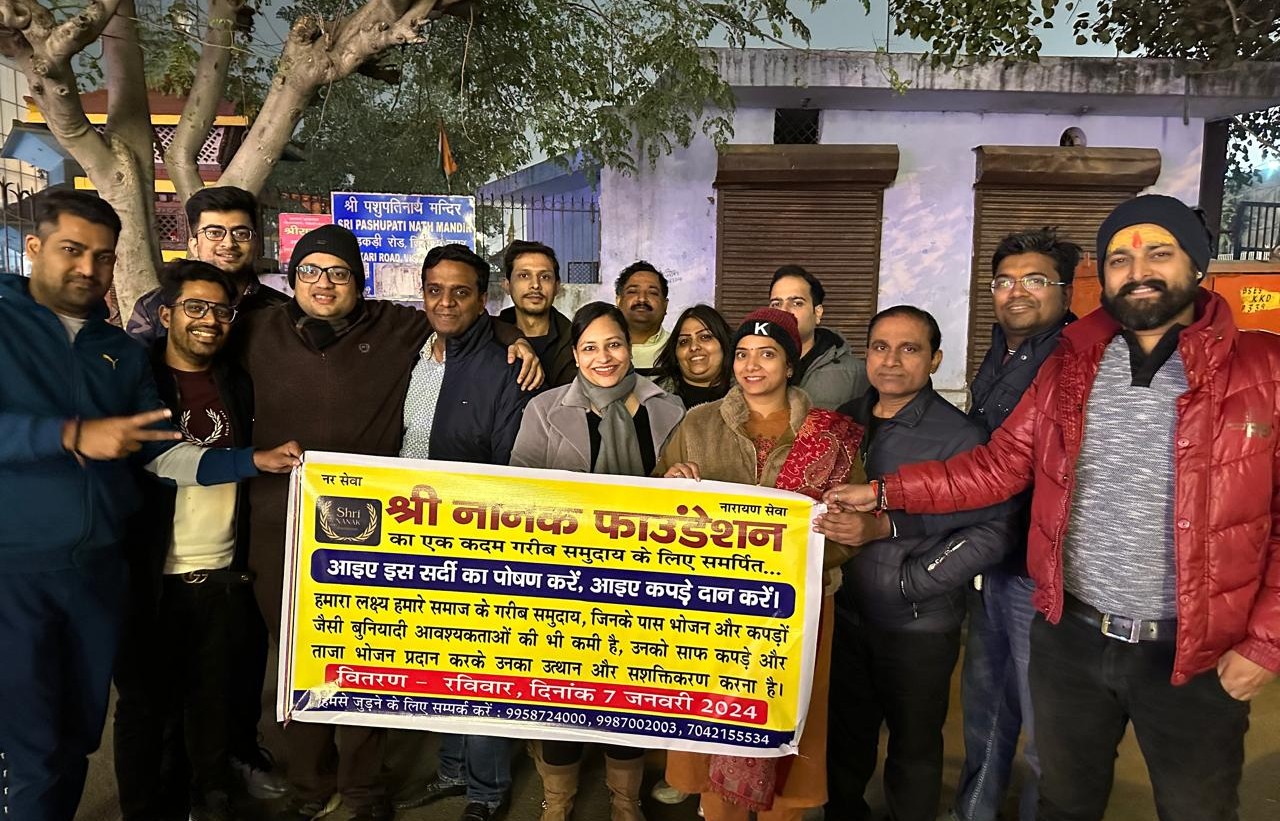 श्री पशुपतिनाथ मन्दिर
SRI PASHUPATI NATH MANDIR
K
नर सेवा
नारायण सेवा
Shri
NANAK
Foundation
श्री नानक फाउंडेशन
का एक कदम गरीब समुदाय के लिए समर्पित...
आइए इस सर्दी का पोषण करें, आइए कपड़े दान करें।
हमारा लक्ष्य हमारे समाज के गरीब समुदाय, जिनके पास भोजन और कपड़ों
जैसी बुनियादी आवश्यकताओं की भी कमी है, उनको साफ कपड़े और
ताजा भोजन प्रदान करके उनका उत्थान और सशक्तिकरण करना है।
वितरण - रविवार, दिनांक 7 जनवरी 2024
हमसे जुड़ने के लिए सम्पर्क करें : 9958724000, 9987002003, 7042155534